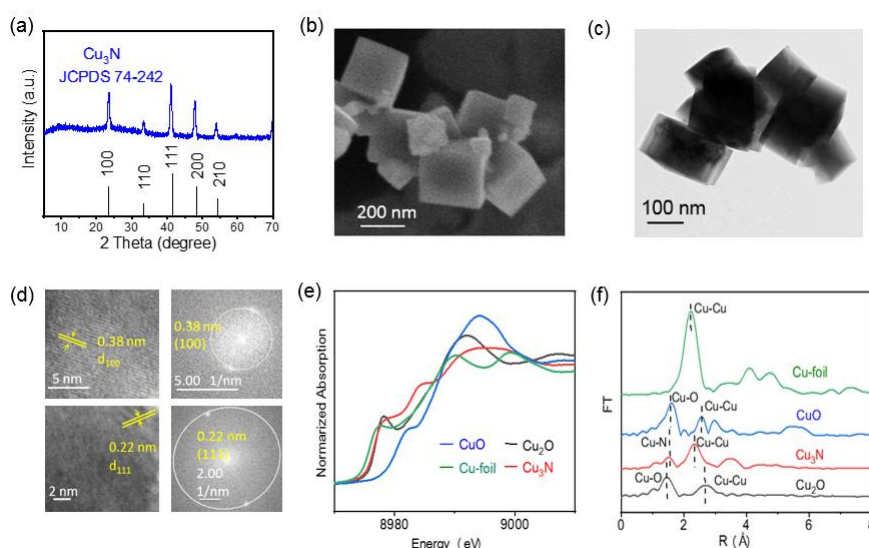 (a)
Cu₃N
JCPDS 74-242
Intensity (a.u.)
100
110
111
200
210
10 20 30 40 50 60 70
2 Theta (degree)
(b)
200 nm
(c)
100 nm
(d)
0.38 nm
d₁₀₀
5 nm
0.38 nm
(100)
5.00 1/nm
0.22 nm
d₁₁₁
2 nm
0.22 nm
(111)
2.00
1/nm
(e)
Normarized Absorption
CuO
Cu₂O
Cu-foil
Cu₃N
8980 9000
Energy ( eV)
(f)
FT
Cu-Cu
Cu-foil
Cu-O
Cu-Cu
CuO
Cu-N
Cu-Cu
Cu₃N
Cu-O
Cu-Cu
Cu₂O
0 2 4 6 8
R (Å)